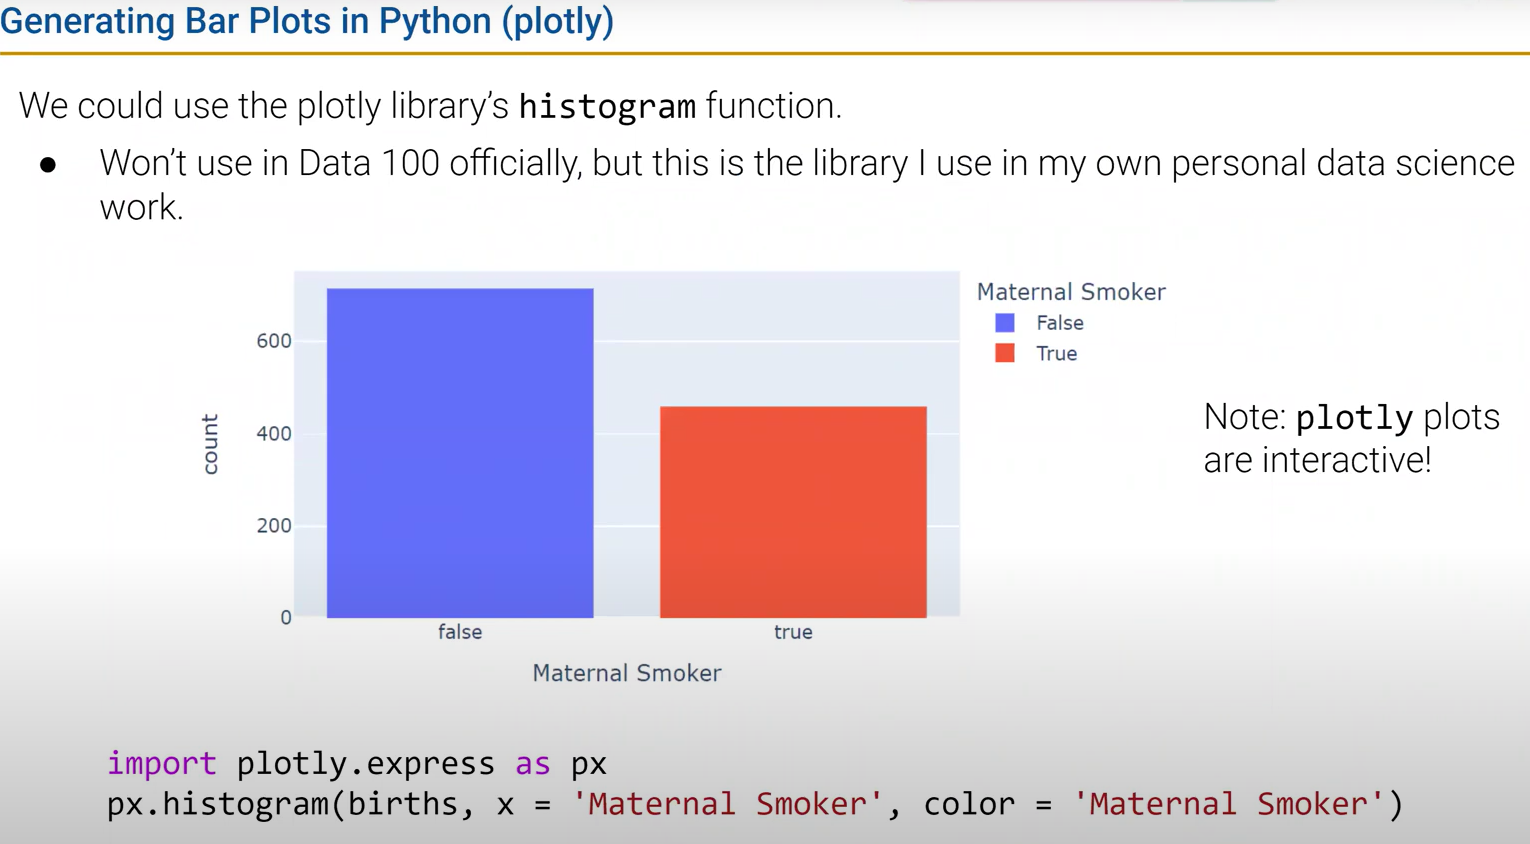 Generating Bar Plots in Python (plotly)
We could use the plotly library’s histogram function.
● Won’t use in Data 100 officially, but this is the library I use in my own personal data science
work.
Maternal Smoker
False
True
600
400
200
0
count
false
true
Maternal Smoker
Note: plotly plots
are interactive!
import plotly.express as px
px.histogram(births, x = 'Maternal Smoker', color = 'Maternal Smoker')